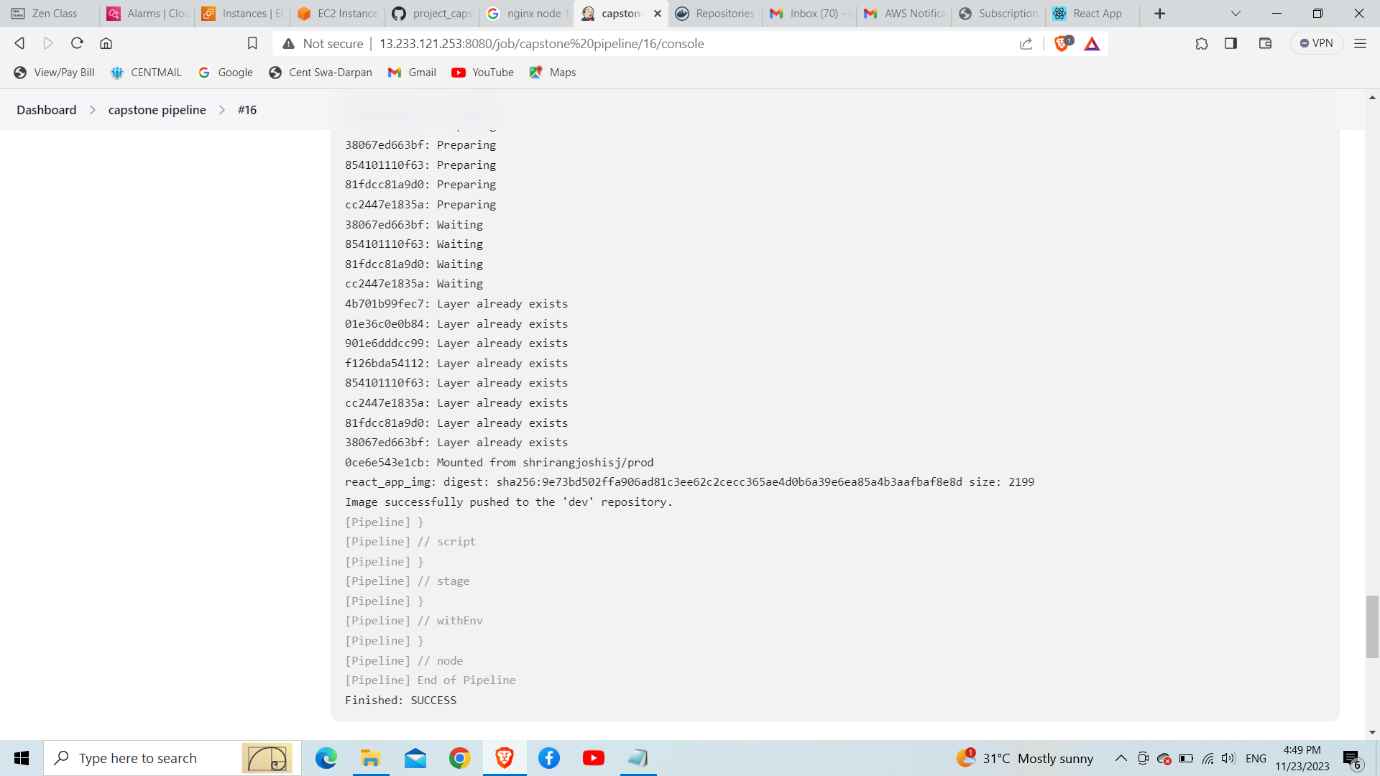 Zen Class
Alarms | Clou
Instances | EC
EC2 Instance
project_caps
nginx node 1
capston
Repositories
Inbox (70) - s
AWS Notifica
Subscription
React App
Not secure
13.233.121.253:8080/job/capstone%20pipeline/16/console
1
VPN
View/Pay Bill
CENTMAIL
Google
Cent Swa-Darpan
Gmail
YouTube
Maps
Dashboard
capstone pipeline
#16
38067ed663bf: Preparing
854101110f63: Preparing
81fdcc81a9d0: Preparing
cc2447e1835a: Preparing
38067ed663bf: Waiting
854101110f63: Waiting
81fdcc81a9d0: Waiting
cc2447e1835a: Waiting
4b701b99fec7: Layer already exists
01e36c0e0b84: Layer already exists
901e6dddcc99: Layer already exists
f126bda54112: Layer already exists
854101110f63: Layer already exists
cc2447e1835a: Layer already exists
81fdcc81a9d0: Layer already exists
38067ed663bf: Layer already exists
0ce6e543e1cb: Mounted from shrirangjoshisj/prod
react_app_img: digest: sha256:9e73bd502ffa906ad81c3ee62c2cecc365ae4d0b6a39e6ea85a4b3aafbaf8e8d size: 2199
Image successfully pushed to the 'dev' repository.
[Pipeline] }
[Pipeline] // script
[Pipeline] }
[Pipeline] // stage
[Pipeline] }
[Pipeline] // withEnv
[Pipeline] }
[Pipeline] // node
[Pipeline] End of Pipeline
Finished: SUCCESS
Type here to search
1
31°C Mostly sunny
ENG
4:49 PM
11/23/2023
6